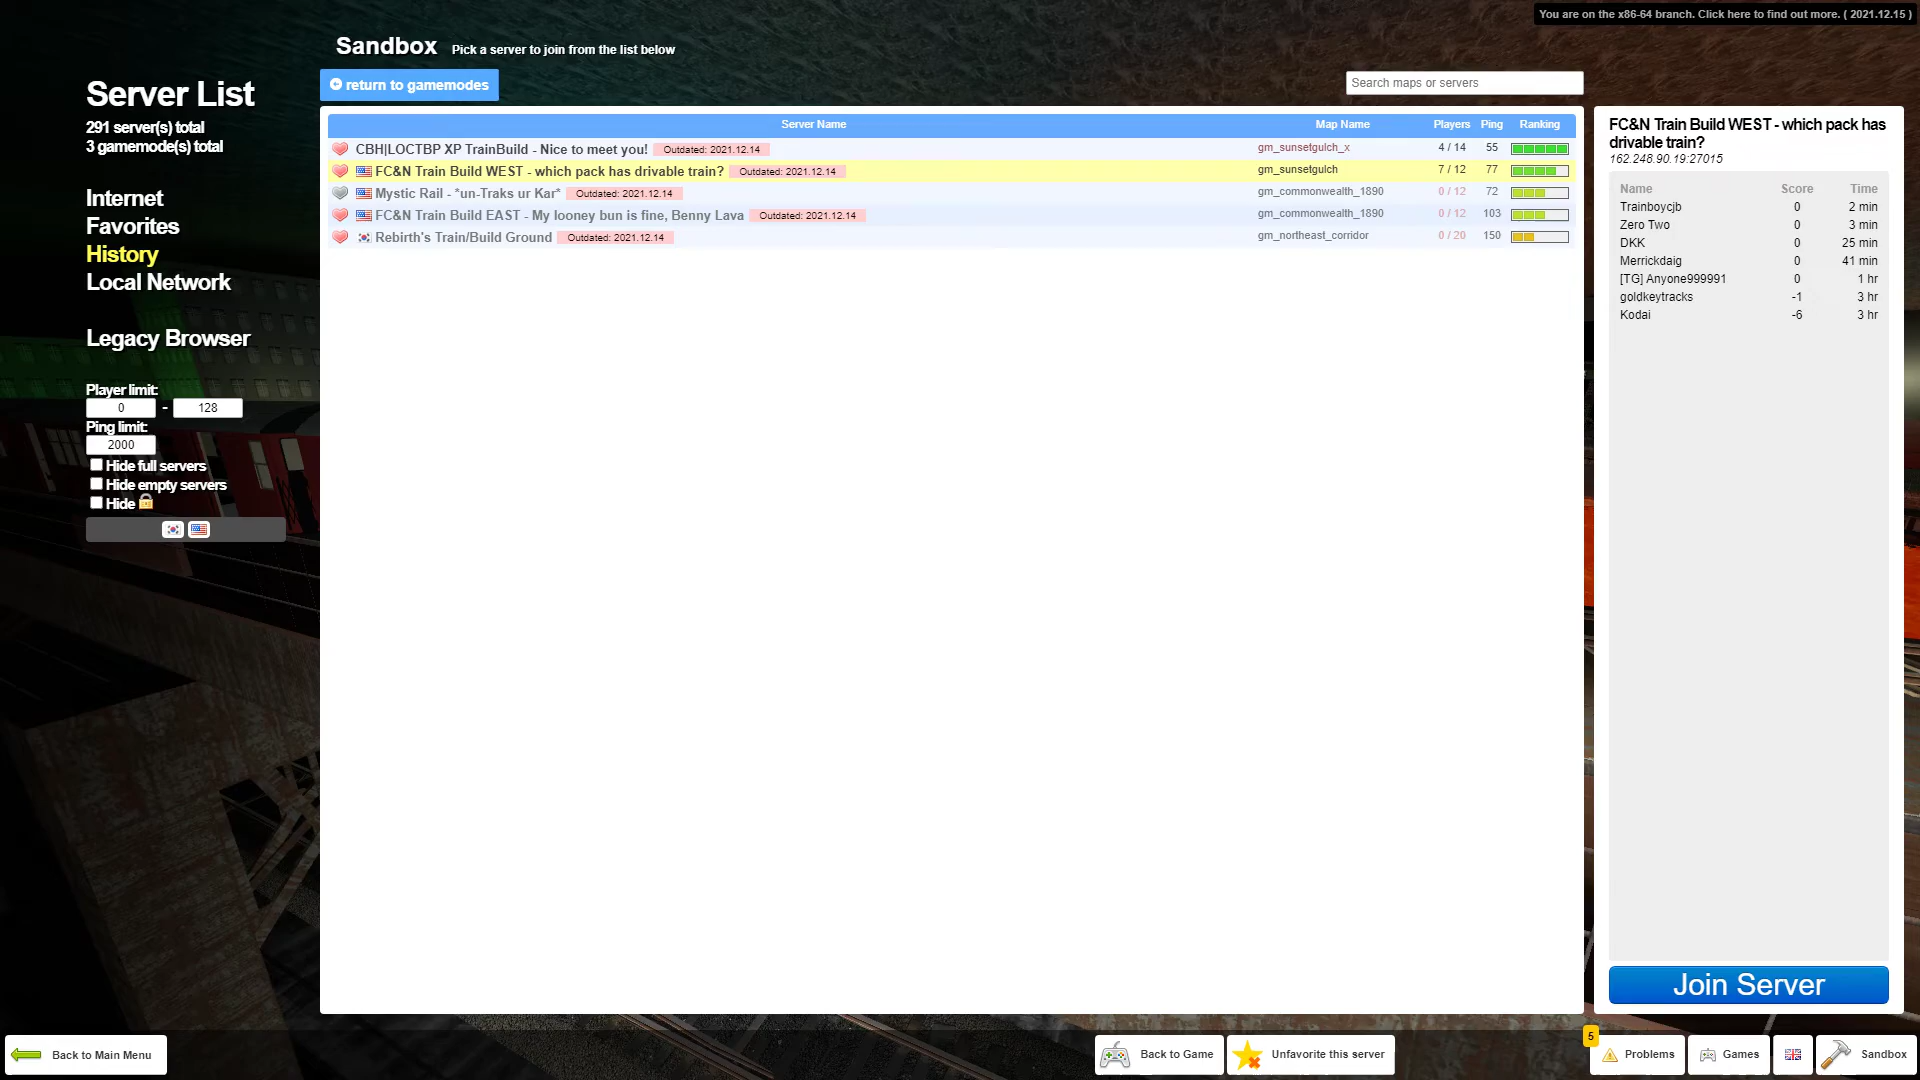 You are on the x86-64 branch. Click here to find out more. ( 2021.12.15 )
Sandbox Pick a server to join from the list below
return to gamemodes
Search maps or servers
Server List
291 server(s) total
3 gamemode(s) total
Internet
Favorites
History
Local Network
Legacy Browser
Player limit:
0 - 128
Ping limit:
2000
Hide full servers
Hide empty servers
Hide
Server Name Map Name Players Ping Ranking
CBH|LOCTBP XP TrainBuild - Nice to meet you! Outdated: 2021.12.14 gm_sunsetgulch_x 4 / 14 55
FC&N Train Build WEST - which pack has drivable train? Outdated: 2021.12.14 gm_sunsetgulch 7 / 12 77
Mystic Rail - *un-Traks ur Kar* Outdated: 2021.12.14 gm_commonwealth_1890 0 / 12 72
FC&N Train Build EAST - My looney bun is fine, Benny Lava Outdated: 2021.12.14 gm_commonwealth_1890 0 / 12 103
Rebirth's Train/Build Ground Outdated: 2021.12.14 gm_northeast_corridor 0 / 20 150
FC&N Train Build WEST - which pack has
drivable train?
162.248.90.19:27015
Name Score Time
Trainboycjb 0 2 min
Zero Two 0 3 min
DKK 0 25 min
Merrickdaig 0 41 min
[TG] Anyone999991 0 1 hr
goldkeytracks -1 3 hr
Kodai -6 3 hr
Join Server
Back to Main Menu
Back to Game
Unfavorite this server
5
Problems
Games
Sandbox